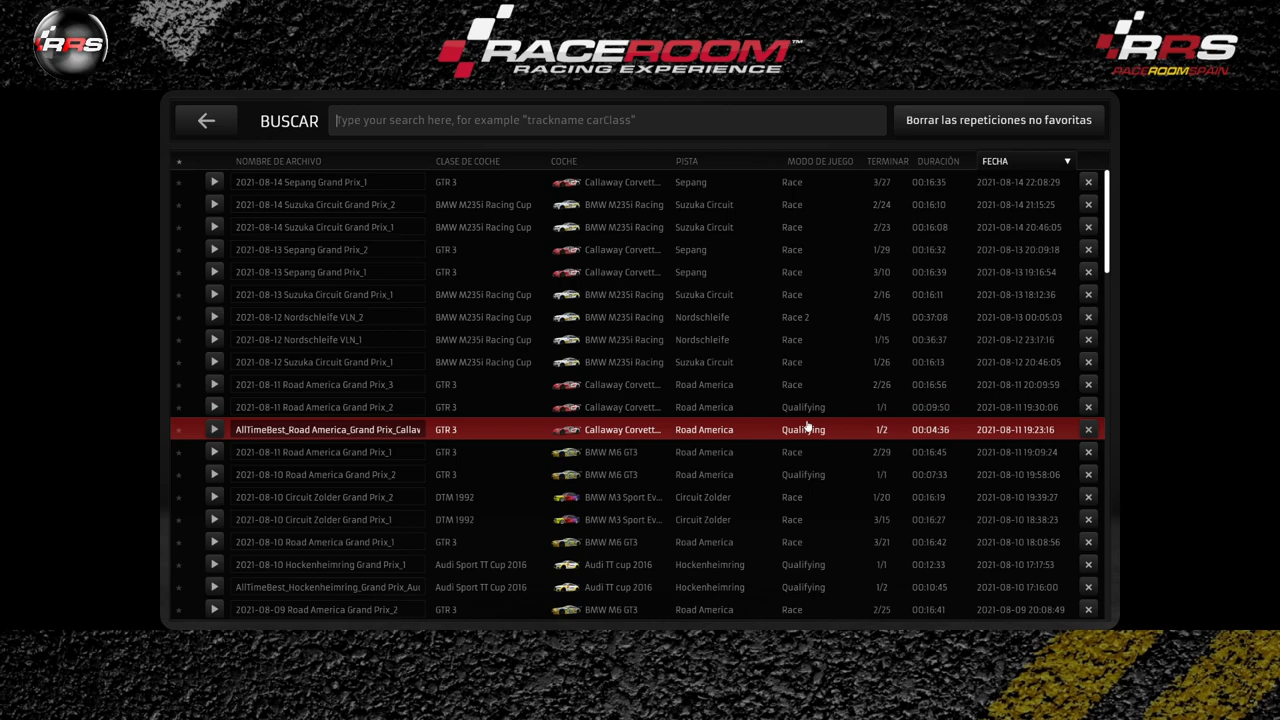 RRS
RACEROOM™
RACING EXPERIENCE
RRS
RACEROOMSPAIN
BUSCAR Type your search here, for example "trackname carClass" Borrar las repeticiones no favoritas
★ NOMBRE DE ARCHIVO CLASE DE COCHE COCHE PISTA MODO DE JUEGO TERMINAR DURACIÓN FECHA ▼
2021-08-14 Sepang Grand Prix_1 GTR 3 Callaway Corvett... Sepang Race 3/27 00:16:35 2021-08-14 22:08:29
2021-08-14 Suzuka Circuit Grand Prix_2 BMW M235i Racing Cup BMW M235i Racing Suzuka Circuit Race 2/24 00:16:10 2021-08-14 21:15:25
2021-08-14 Suzuka Circuit Grand Prix_1 BMW M235i Racing Cup BMW M235i Racing Suzuka Circuit Race 2/23 00:16:08 2021-08-14 20:46:05
2021-08-13 Sepang Grand Prix_2 GTR 3 Callaway Corvett... Sepang Race 1/29 00:16:32 2021-08-13 20:09:18
2021-08-13 Sepang Grand Prix_1 GTR 3 Callaway Corvett... Sepang Race 3/10 00:16:39 2021-08-13 19:16:54
2021-08-13 Suzuka Circuit Grand Prix_1 BMW M235i Racing Cup BMW M235i Racing Suzuka Circuit Race 2/16 00:16:11 2021-08-13 18:12:36
2021-08-12 Nordschleife VLN_2 BMW M235i Racing Cup BMW M235i Racing Nordschleife Race 2 4/15 00:37:08 2021-08-13 00:05:03
2021-08-12 Nordschleife VLN_1 BMW M235i Racing Cup BMW M235i Racing Nordschleife Race 1/15 00:36:37 2021-08-12 23:17:16
2021-08-12 Suzuka Circuit Grand Prix_1 BMW M235i Racing Cup BMW M235i Racing Suzuka Circuit Race 1/26 00:16:13 2021-08-12 20:46:05
2021-08-11 Road America Grand Prix_3 GTR 3 Callaway Corvett... Road America Race 2/26 00:16:56 2021-08-11 20:09:59
2021-08-11 Road America Grand Prix_2 GTR 3 Callaway Corvett... Road America Qualifying 1/1 00:09:50 2021-08-11 19:30:06
AllTimeBest_Road America_Grand Prix_Callaw GTR 3 Callaway Corvett... Road America Qualifying 1/2 00:04:36 2021-08-11 19:23:16
2021-08-11 Road America Grand Prix_1 GTR 3 BMW M6 GT3 Road America Race 2/29 00:16:45 2021-08-11 19:09:24
2021-08-10 Road America Grand Prix_2 GTR 3 BMW M6 GT3 Road America Qualifying 1/1 00:07:33 2021-08-10 19:58:06
2021-08-10 Circuit Zolder Grand Prix_2 DTM 1992 BMW M3 Sport Ev... Circuit Zolder Race 1/20 00:16:19 2021-08-10 19:39:27
2021-08-10 Circuit Zolder Grand Prix_1 DTM 1992 BMW M3 Sport Ev... Circuit Zolder Race 3/15 00:16:27 2021-08-10 18:38:23
2021-08-10 Road America Grand Prix_1 GTR 3 BMW M6 GT3 Road America Race 3/21 00:16:42 2021-08-10 18:08:56
2021-08-10 Hockenheimring Grand Prix_1 Audi Sport TT Cup 2016 Audi TT cup 2016 Hockenheimring Qualifying 1/1 00:12:33 2021-08-10 17:17:53
AllTimeBest_Hockenheimring_Grand Prix_Aud Audi Sport TT Cup 2016 Audi TT cup 2016 Hockenheimring Qualifying 1/2 00:10:45 2021-08-10 17:16:00
2021-08-09 Road America Grand Prix_2 GTR 3 BMW M6 GT3 Road America Race 2/25 00:16:41 2021-08-09 20:08:49